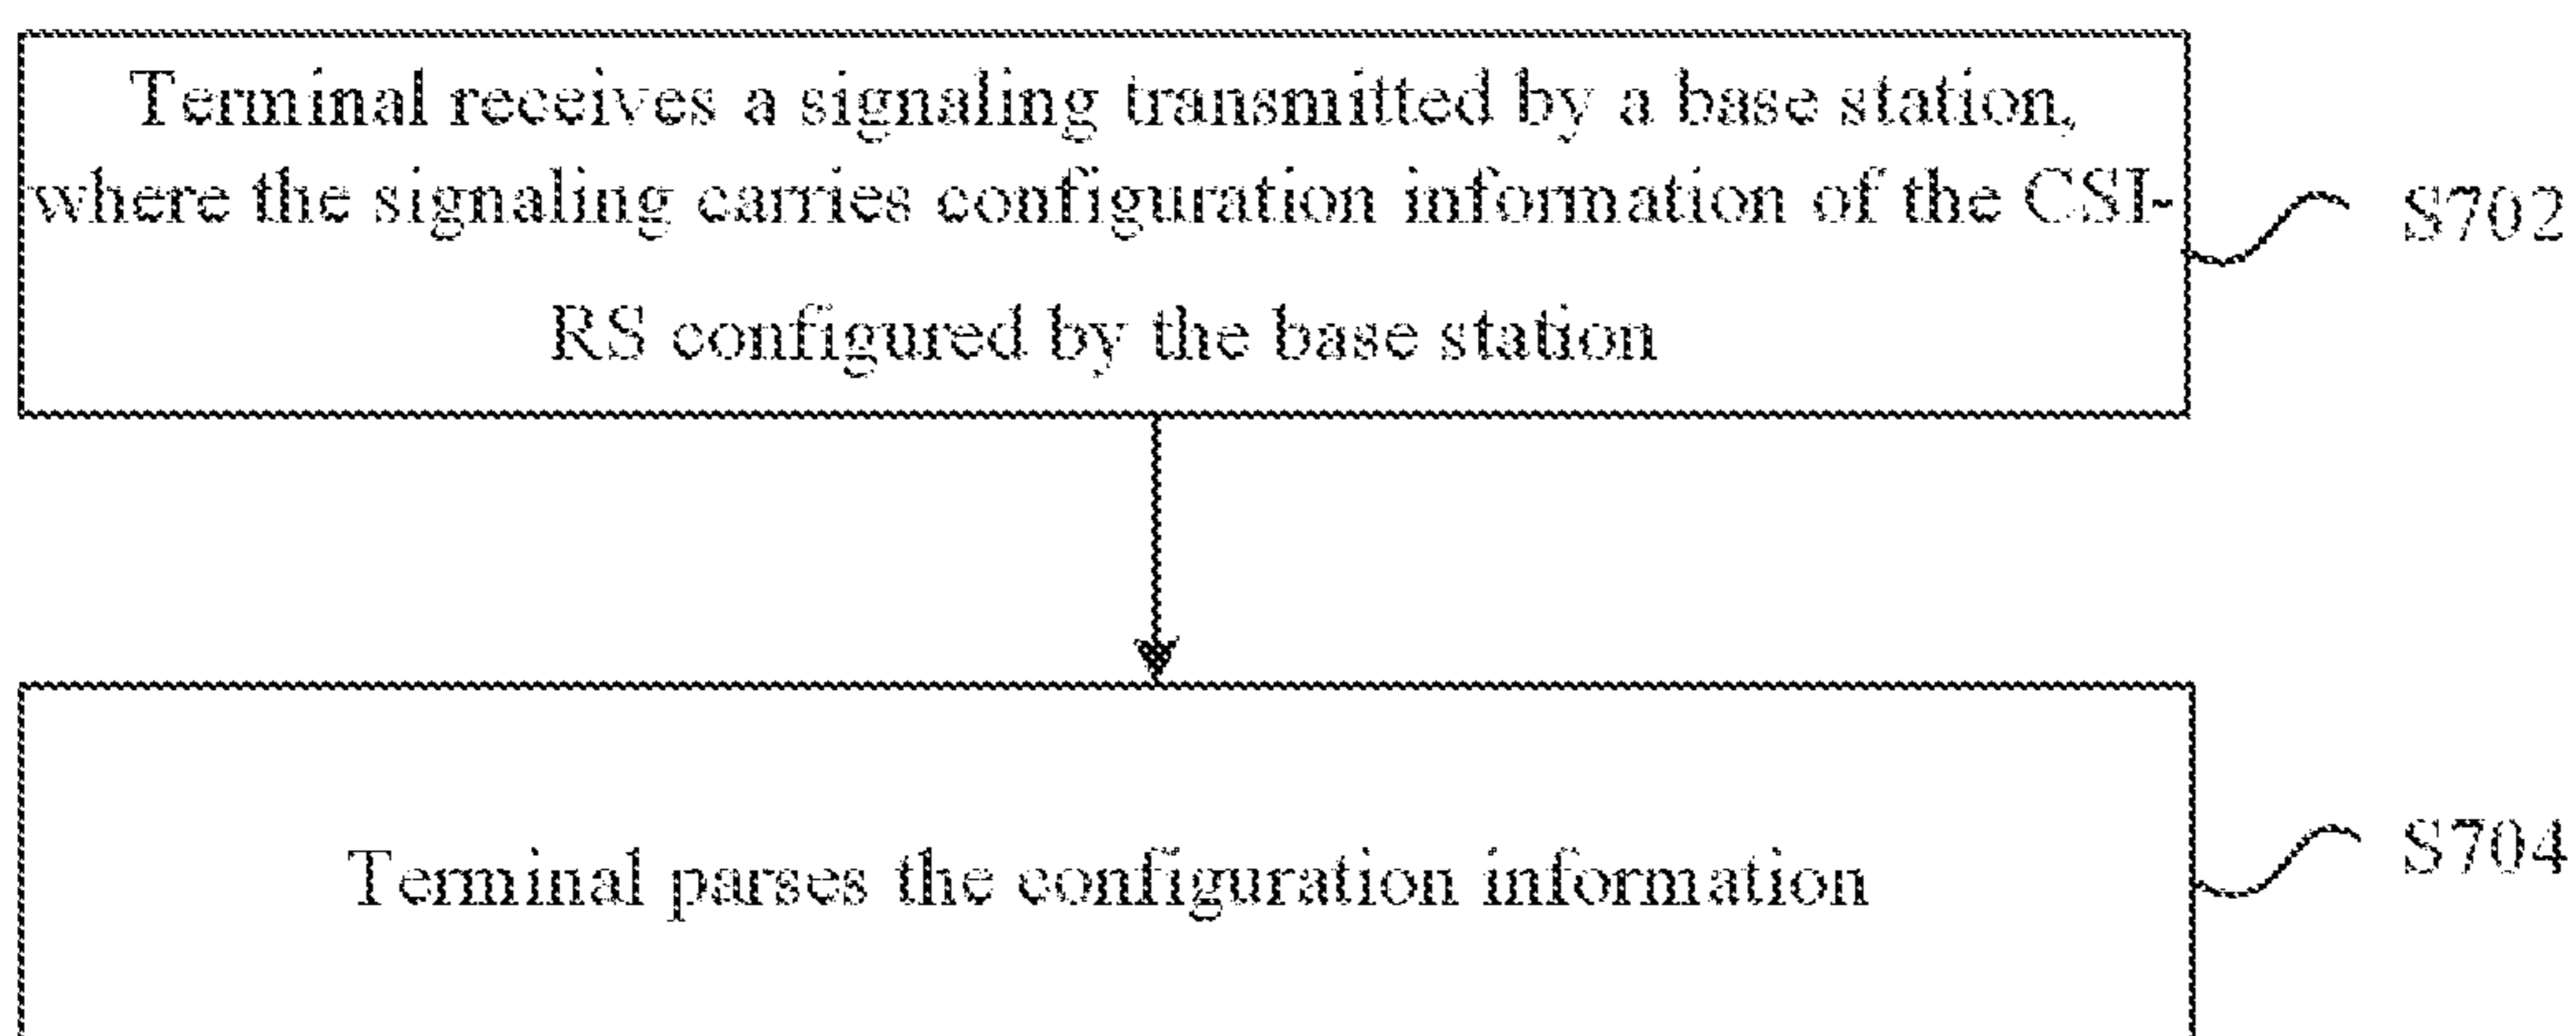 Terminal receives a signaling transmitted by a base station,
where the signaling carries configuration information of the CSI-
RS configured by the base station
S702
Terminal parses the configuration information
S704